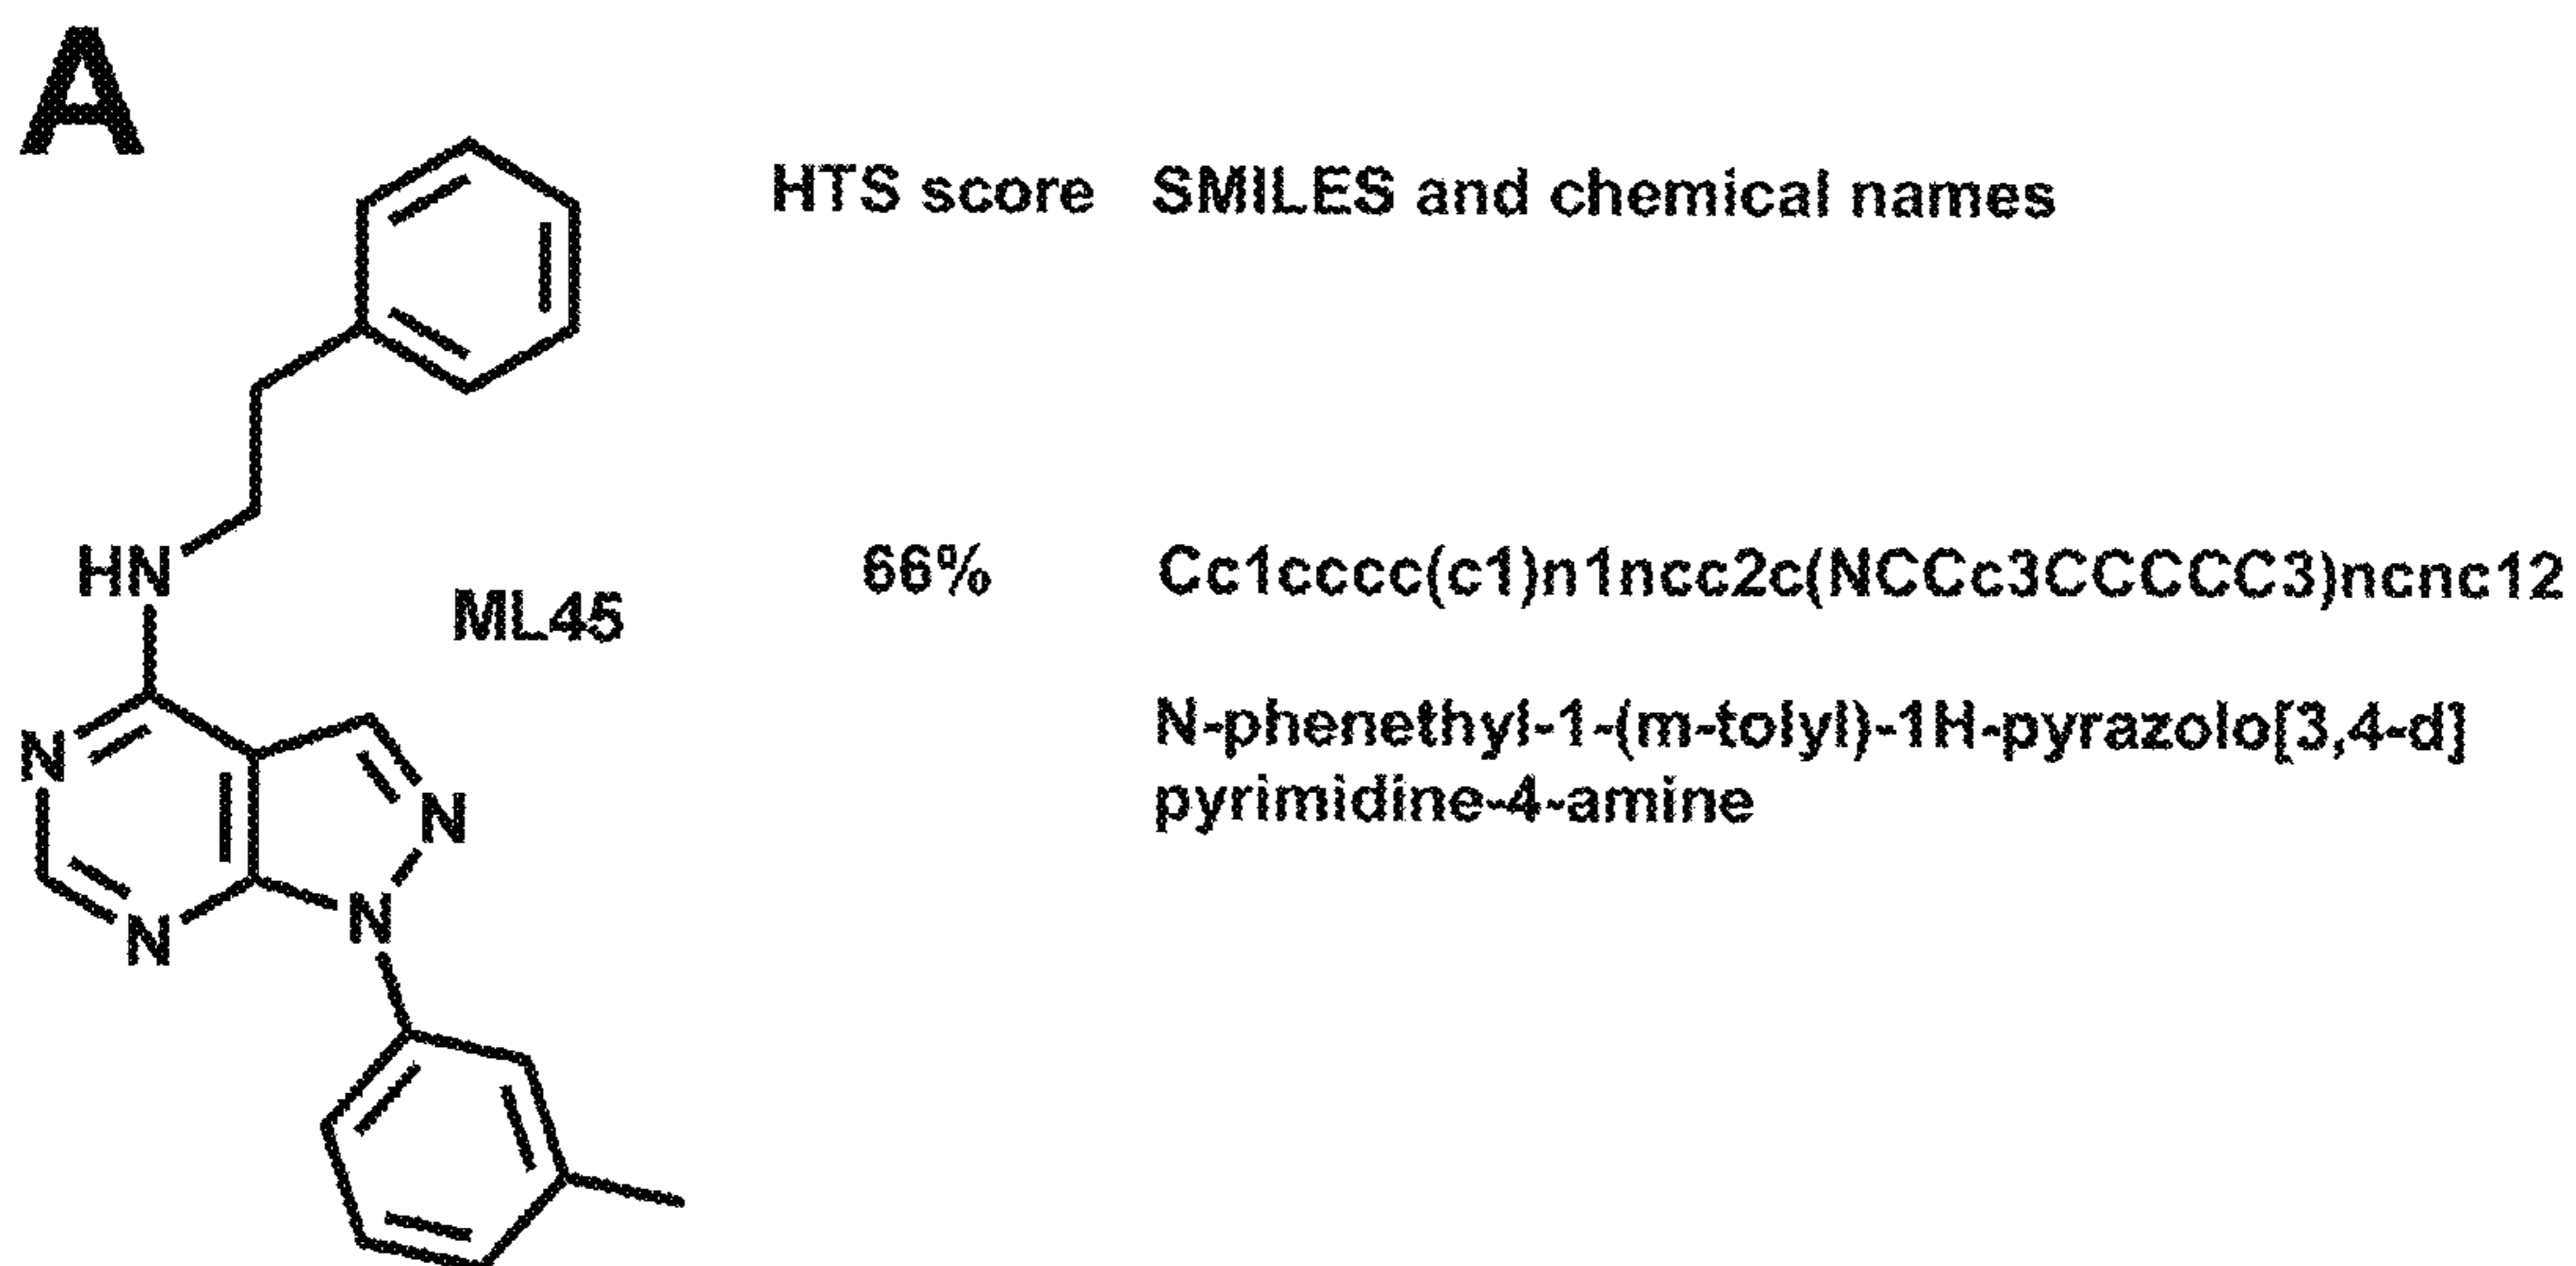 A
HTS score SMILES and chemical names
HN
ML45
66%
Cc1cccc(c1)n1ncc2c(NCCc3CCCCC3)ncnc12
N-phenethyl-1-(m-tolyl)-1H-pyrazolo[3,4-d]
pyrimidine-4-amine
N
N
N
N